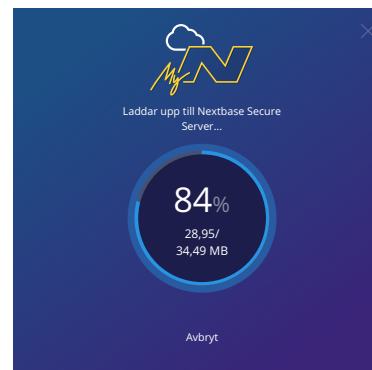 My N
Laddar upp till Nextbase Secure
Server...
84%
28,95/
34,49 MB
Avbryt